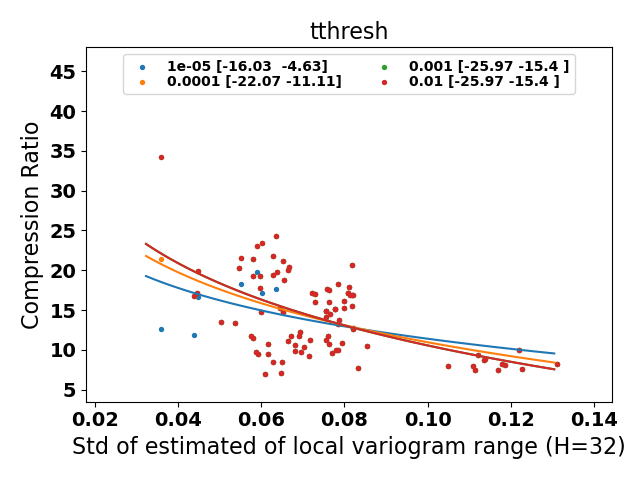 tthresh
1e-05 [-16.03  -4.63]
0.0001 [-22.07 -11.11]
0.001 [-25.97 -15.4 ]
0.01 [-25.97 -15.4 ]
Compression Ratio
45
40
35
30
25
20
15
10
5
0.02 0.04 0.06 0.08 0.10 0.12 0.14
Std of estimated of local variogram range (H=32)